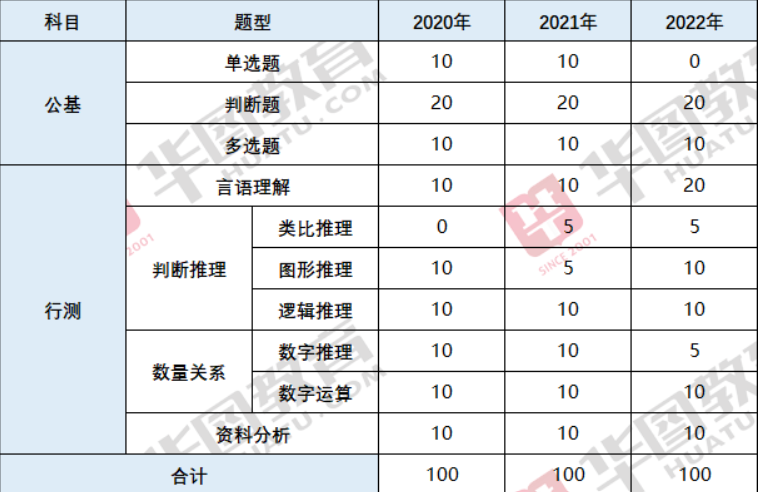 科目 题型 2020年 2021年 2022年
公基 单选题 10 10 0
判断题 20 20 20
多选题 10 10 10
行测 言语理解 10 10 20
判断推理 类比推理 0 5 5
图形推理 10 5 10
逻辑推理 10 10 10
数量关系 数字推理 10 10 5
数字运算 10 10 10
资料分析 10 10 10
合计 100 100 100
华图教育
HUATU.COM
SINCE 2001